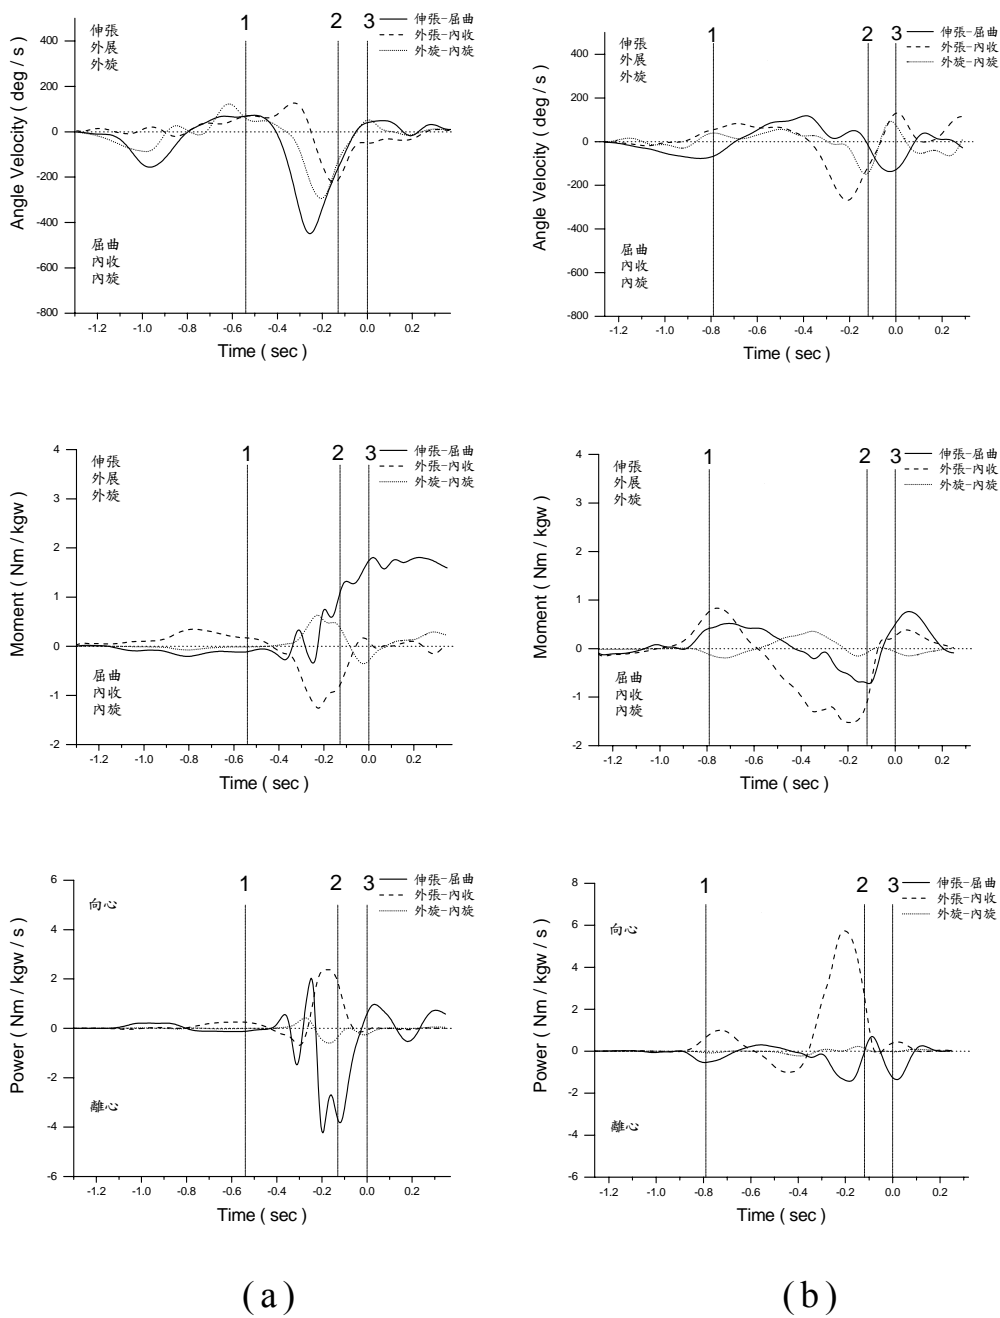 1
2
3
伸張-屈曲
外張-內收
外旋-內旋
伸張
外展
外旋
400
200
0
-200
-400
-600
-800
屈曲
內收
內旋
Angle Velocity ( deg / s )
-1.2 -1.0 -0.8 -0.6 -0.4 -0.2 0.0 0.2
Time ( sec )
1
2
3
伸張-屈曲
外張-內收
外旋-內旋
伸張
外展
外旋
400
200
0
-200
-400
-600
-800
屈曲
內收
內旋
Angle Velocity ( deg / s )
-1.2 -1.0 -0.8 -0.6 -0.4 -0.2 0.0 0.2
Time ( sec )
1
2
3
伸張-屈曲
外張-內收
外旋-內旋
伸張
外展
外旋
4
3
2
1
0
-1
-2
屈曲
內收
內旋
Moment ( Nm / kgw )
-1.2 -1.0 -0.8 -0.6 -0.4 -0.2 0.0 0.2
Time ( sec )
1
2
3
伸張-屈曲
外張-內收
外旋-內旋
伸張
外展
外旋
4
3
2
1
0
-1
-2
屈曲
內收
內旋
Moment ( Nm / kgw )
-1.2 -1.0 -0.8 -0.6 -0.4 -0.2 0.0 0.2
Time ( sec )
1
2
3
伸張-屈曲
外張-內收
外旋-內旋
向心
6
4
2
0
-2
-4
-6
離心
Power ( Nm / kgw / s )
-1.2 -1.0 -0.8 -0.6 -0.4 -0.2 0.0 0.2
Time ( sec )
1
2
3
伸張-屈曲
外張-內收
外旋-內旋
向心
8
6
4
2
0
-2
-4
-6
離心
Power ( Nm / kgw / s )
-1.2 -1.0 -0.8 -0.6 -0.4 -0.2 0.0 0.2
Time ( sec )
( a )
( b )